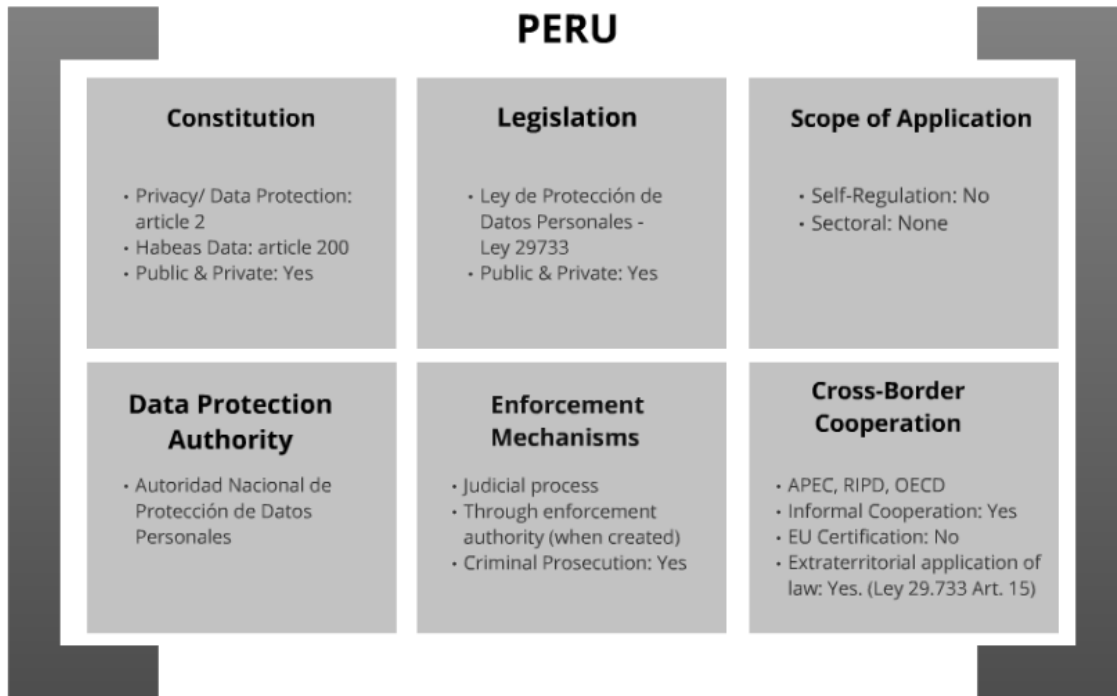 PERU
Constitution
• Privacy/ Data Protection:
article 2
• Habeas Data: article 200
• Public & Private: Yes
Legislation
• Ley de Protección de
Datos Personales -
Ley 29733
• Public & Private: Yes
Scope of Application
• Self-Regulation: No
• Sectoral: None
Data Protection
Authority
• Autoridad Nacional de
Protección de Datos
Personales
Enforcement
Mechanisms
• Judicial process
• Through enforcement
authority (when created)
• Criminal Prosecution: Yes
Cross-Border
Cooperation
• APEC, RIPD, OECD
• Informal Cooperation: Yes
• EU Certification: No
• Extraterritorial application of
law: Yes. (Ley 29.733 Art. 15)